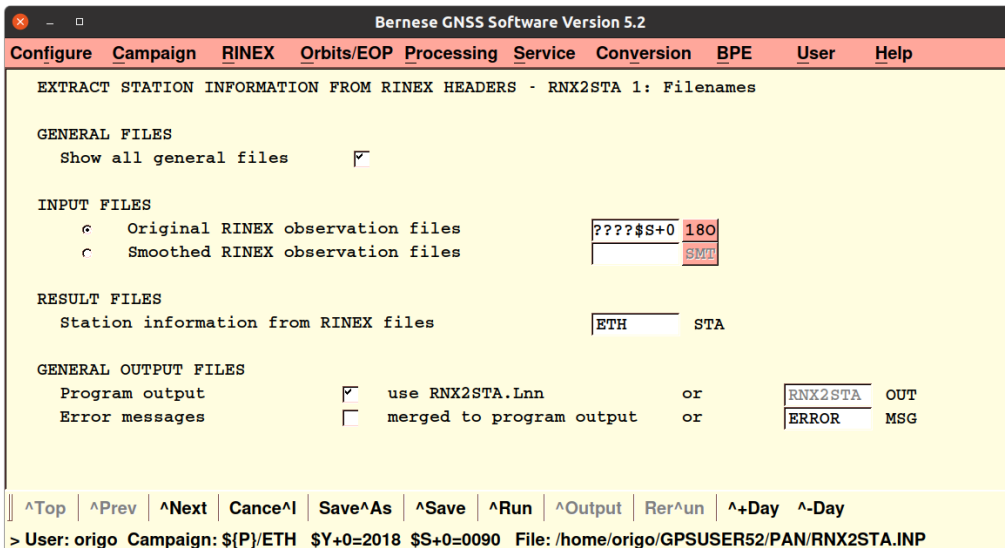 Bernese GNSS Software Version 5.2
Configure Campaign RINEX Orbits/EOP Processing Service Conversion BPE User Help
EXTRACT STATION INFORMATION FROM RINEX HEADERS - RNX2STA 1: Filenames
GENERAL FILES
Show all general files
INPUT FILES
Original RINEX observation files ????$S+0 18O
Smoothed RINEX observation files SMT
RESULT FILES
Station information from RINEX files ETH STA
GENERAL OUTPUT FILES
Program output use RNX2STA.Lnn or RNX2STA OUT
Error messages merged to program output or ERROR MSG
^Top ^Prev ^Next Cance^l Save^As ^Save ^Run ^Output Rer^un ^+Day ^-Day
> User: origo Campaign: ${P}/ETH $Y+0=2018 $S+0=0090 File: /home/origo/GPSUSER52/PAN/RNX2STA.INP